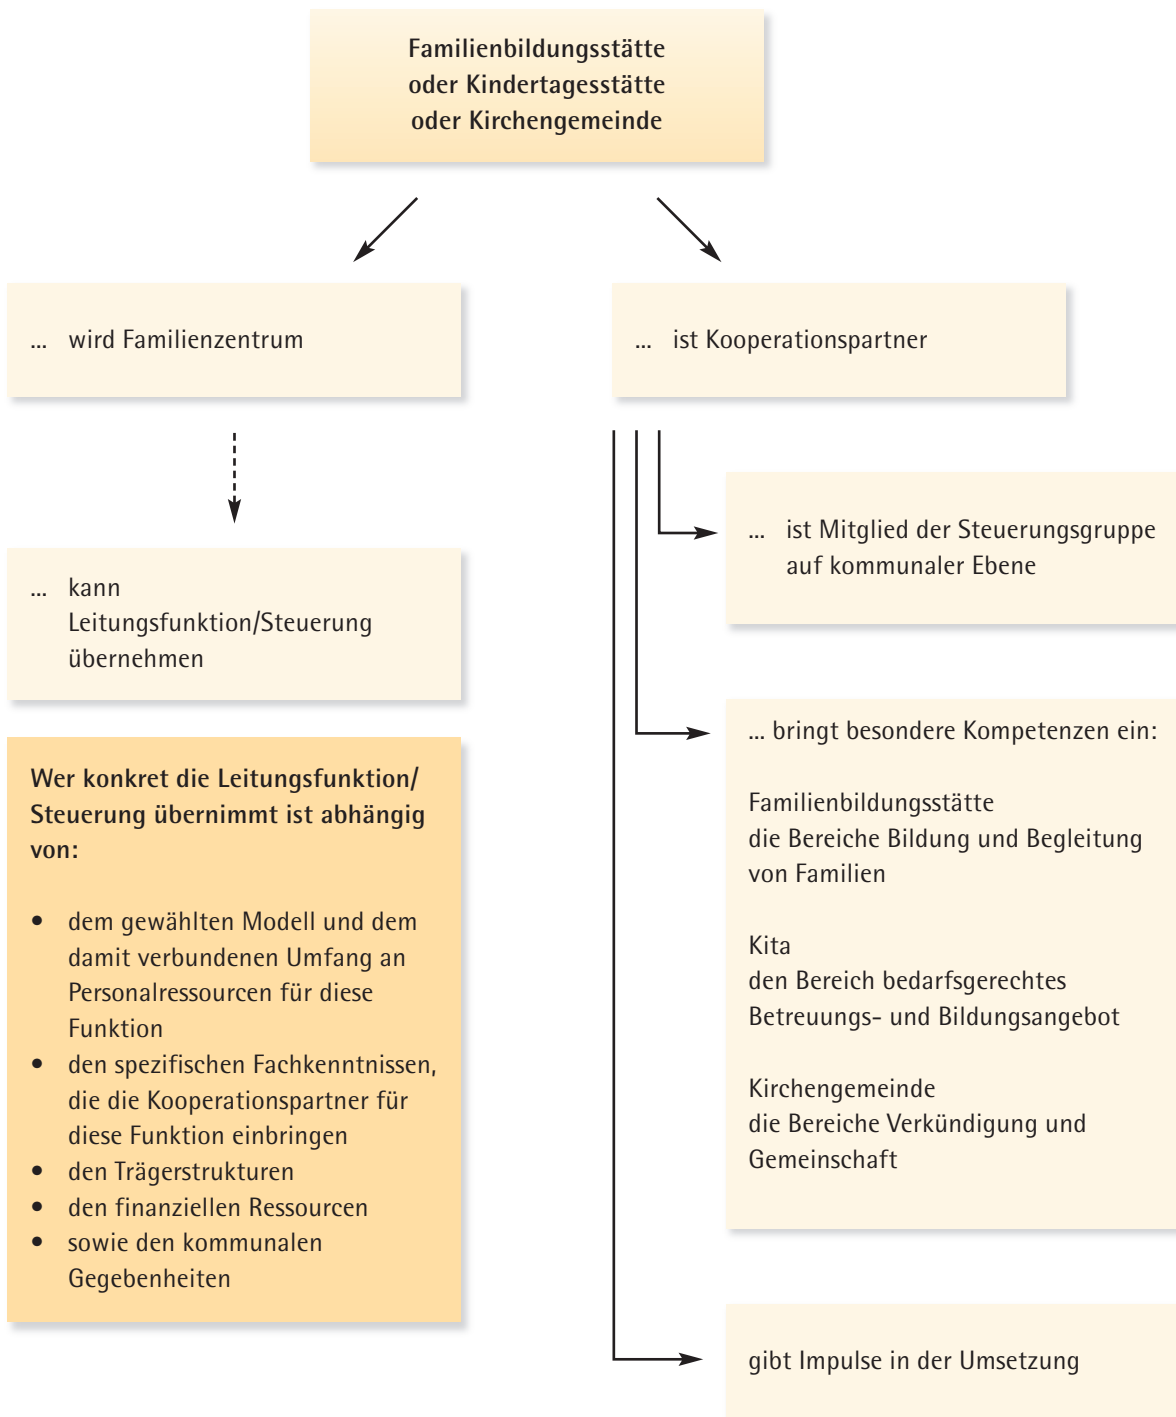 Familienbildungsstätte
oder Kindertagesstätte
oder Kirchengemeinde
... wird Familienzentrum
... kann
Leitungsfunktion/Steuerung
übernehmen
Wer konkret die Leitungsfunktion/
Steuerung übernimmt ist abhängig
von:
• dem gewählten Modell und dem
damit verbundenen Umfang an
Personalressourcen für diese
Funktion
• den spezifischen Fachkenntnissen,
die die Kooperationspartner für
diese Funktion einbringen
• den Trägerstrukturen
• den finanziellen Ressourcen
• sowie den kommunalen
Gegebenheiten
... ist Kooperationspartner
... ist Mitglied der Steuerungsgruppe
auf kommunaler Ebene
... bringt besondere Kompetenzen ein:
Familienbildungsstätte
die Bereiche Bildung und Begleitung
von Familien
Kita
den Bereich bedarfsgerechtes
Betreuungs- und Bildungsangebot
Kirchengemeinde
die Bereiche Verkündigung und
Gemeinschaft
gibt Impulse in der Umsetzung